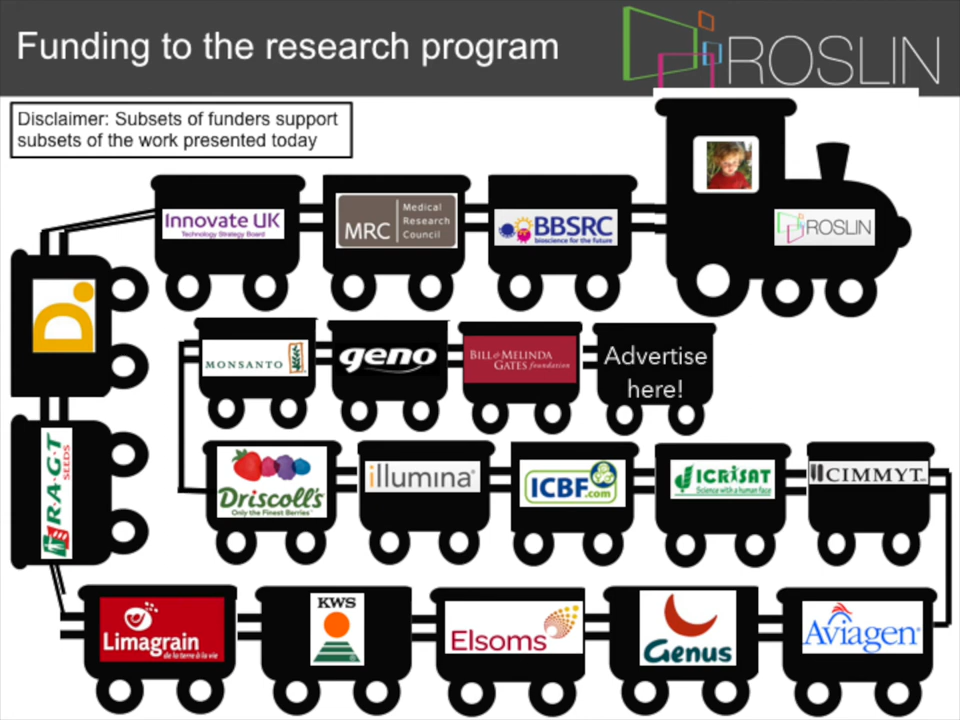 Funding to the research program
ROSLIN
Disclaimer: Subsets of funders support
subsets of the work presented today
Innovate UK
Technology Strategy Board
MRC
Medical
Research
Council
BBSRC
bioscience for the future
ROSLIN
D.
MONSANTO
geno
BILL & MELINDA
GATES foundation
Advertise
here!
R·A·G·T
SEEDS
Driscoll's
Only the Finest Berries
illumina
ICBF
.com
ICRISAT
Science with a human face
CIMMYT
Limagrain
de la terre à la vie
KWS
Elsoms
Genus
Aviagen